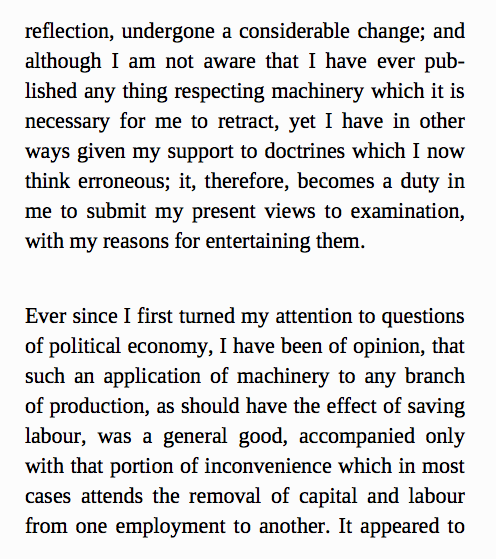 reflection, undergone a considerable change; and
although I am not aware that I have ever pub-
lished any thing respecting machinery which it is
necessary for me to retract, yet I have in other
ways given my support to doctrines which I now
think erroneous; it, therefore, becomes a duty in
me to submit my present views to examination,
with my reasons for entertaining them.
Ever since I first turned my attention to questions
of political economy, I have been of opinion, that
such an application of machinery to any branch
of production, as should have the effect of saving
labour, was a general good, accompanied only
with that portion of inconvenience which in most
cases attends the removal of capital and labour
from one employment to another. It appeared to